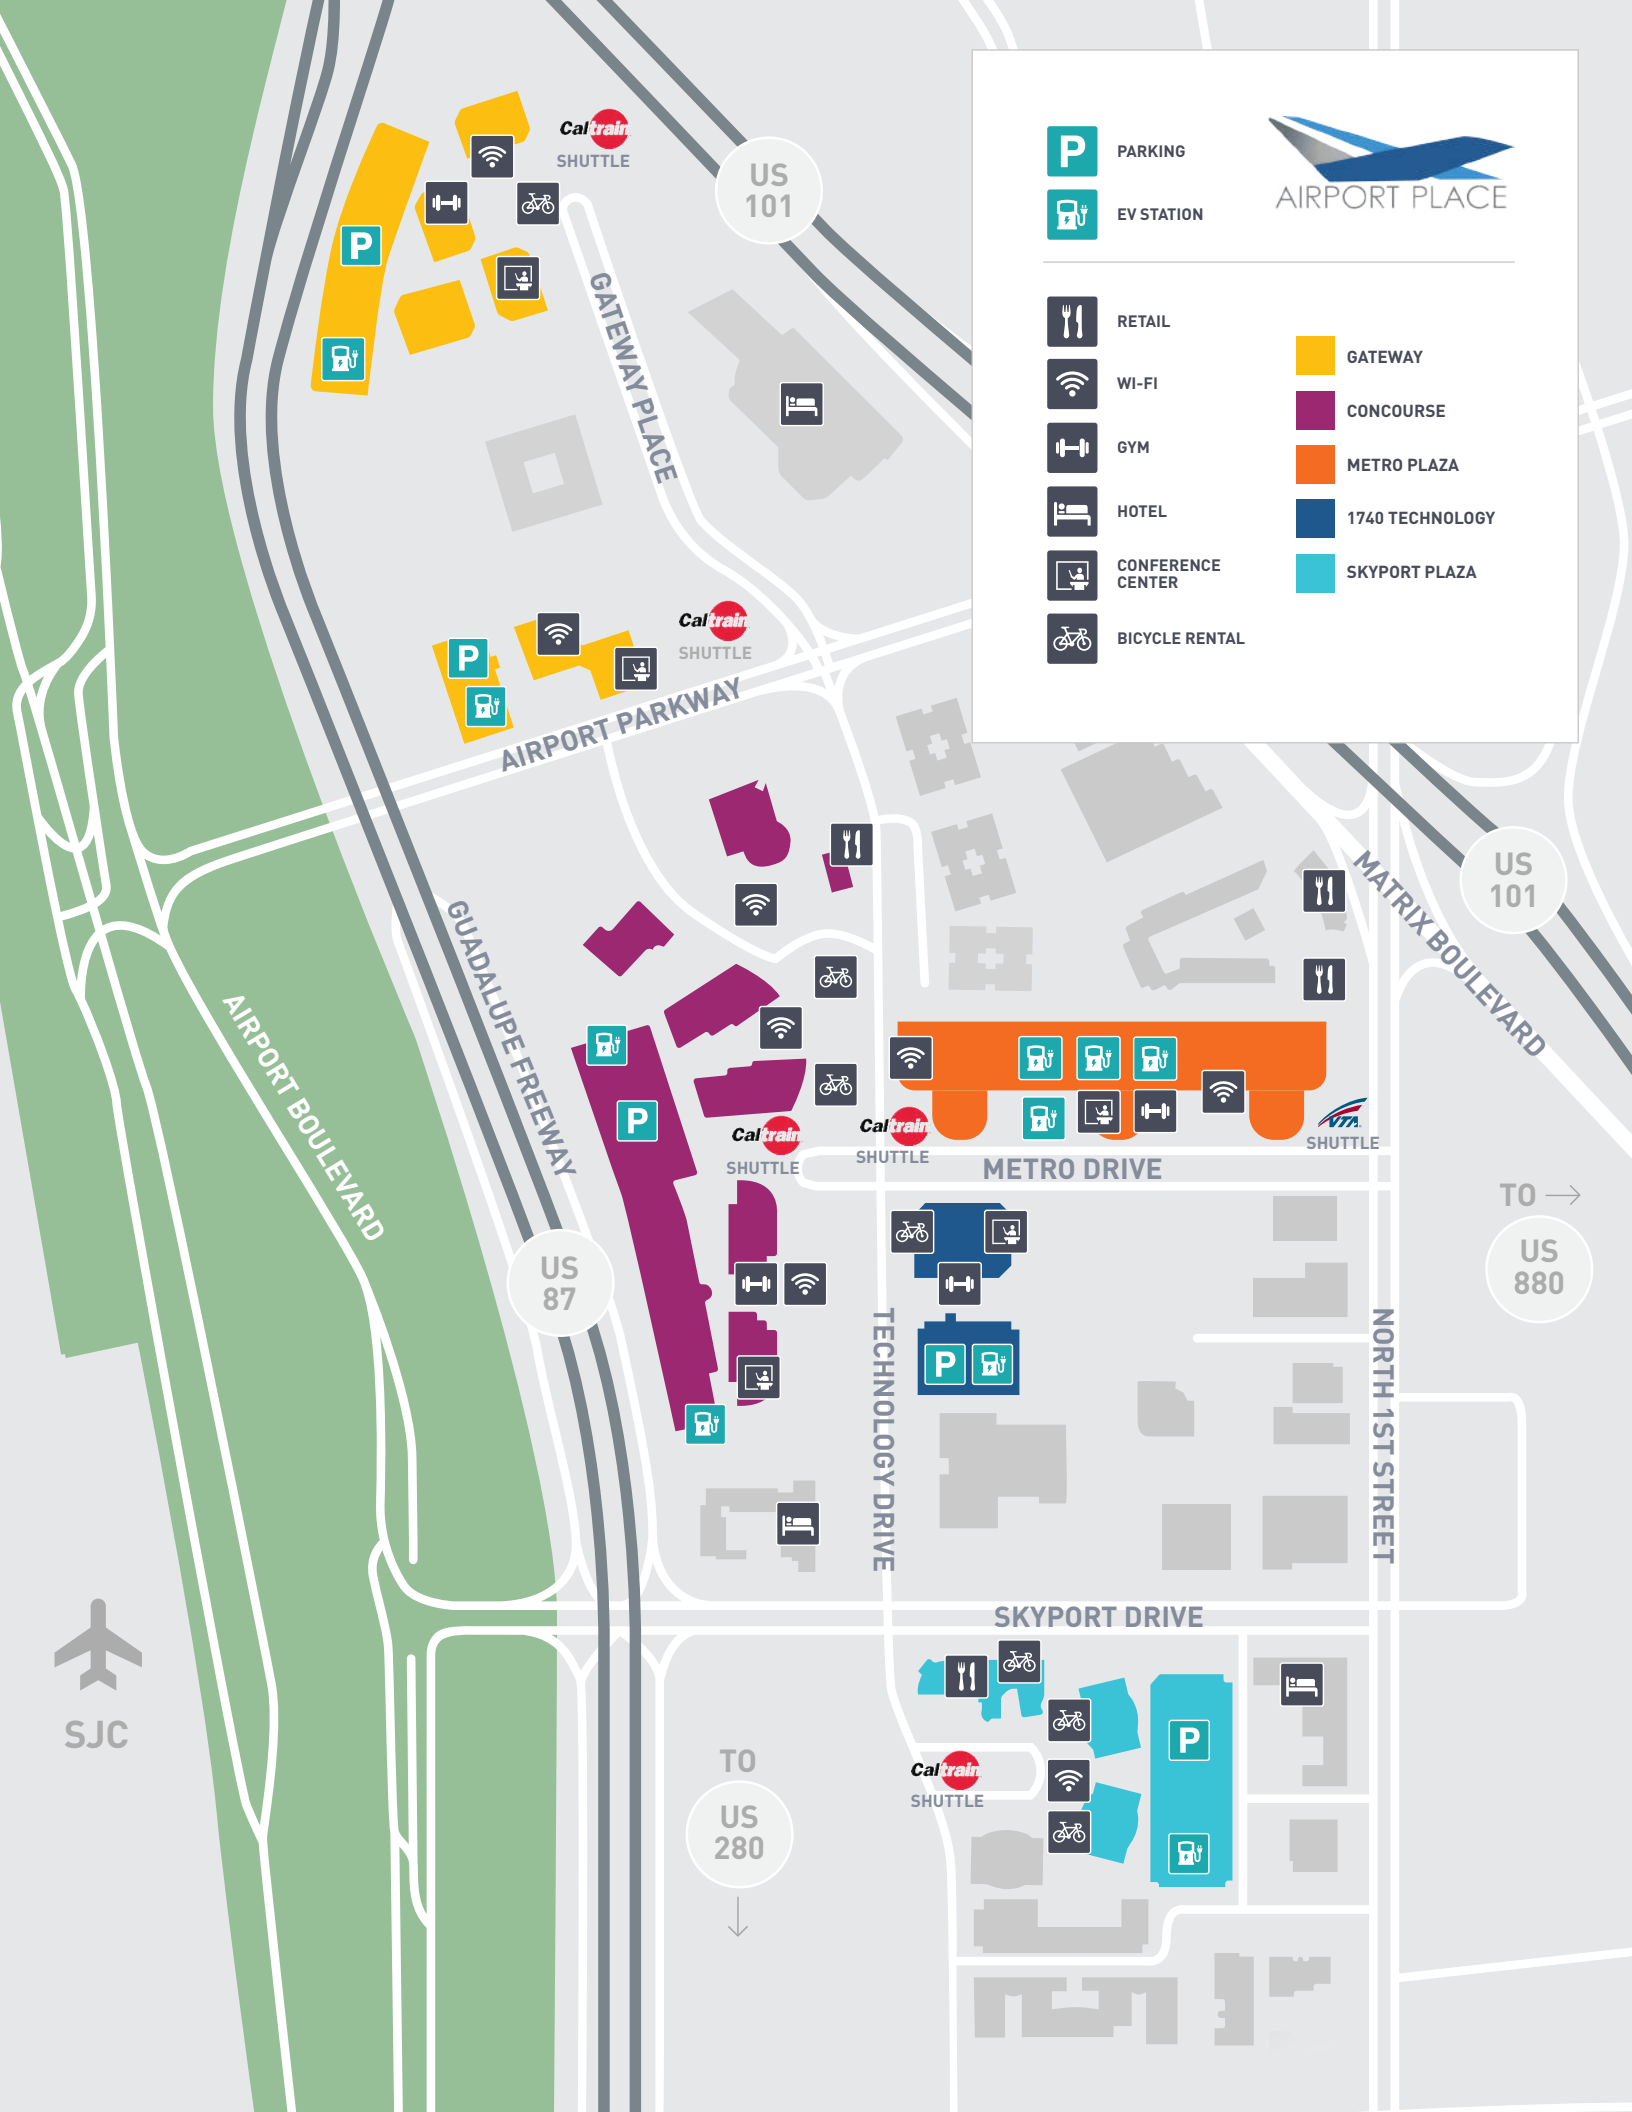 Caltrain
SHUTTLE
US
101
P
PARKING
EV STATION
AIRPORT PLACE
RETAIL
WI-FI
GYM
HOTEL
CONFERENCE
CENTER
BICYCLE RENTAL
GATEWAY
CONCOURSE
METRO PLAZA
1740 TECHNOLOGY
SKYPORT PLAZA
P
GATEWAY PLACE
Caltrain
SHUTTLE
P
AIRPORT PARKWAY
US
101
MATRIX BOULEVARD
GUADALUPE FREEWAY
AIRPORT BOULEVARD
P
Caltrain
SHUTTLE
Caltrain
SHUTTLE
VTA
SHUTTLE
METRO DRIVE
TO
US
880
US
87
P
TECHNOLOGY DRIVE
NORTH 1ST STREET
SKYPORT DRIVE
SJC
P
Caltrain
SHUTTLE
TO
US
280